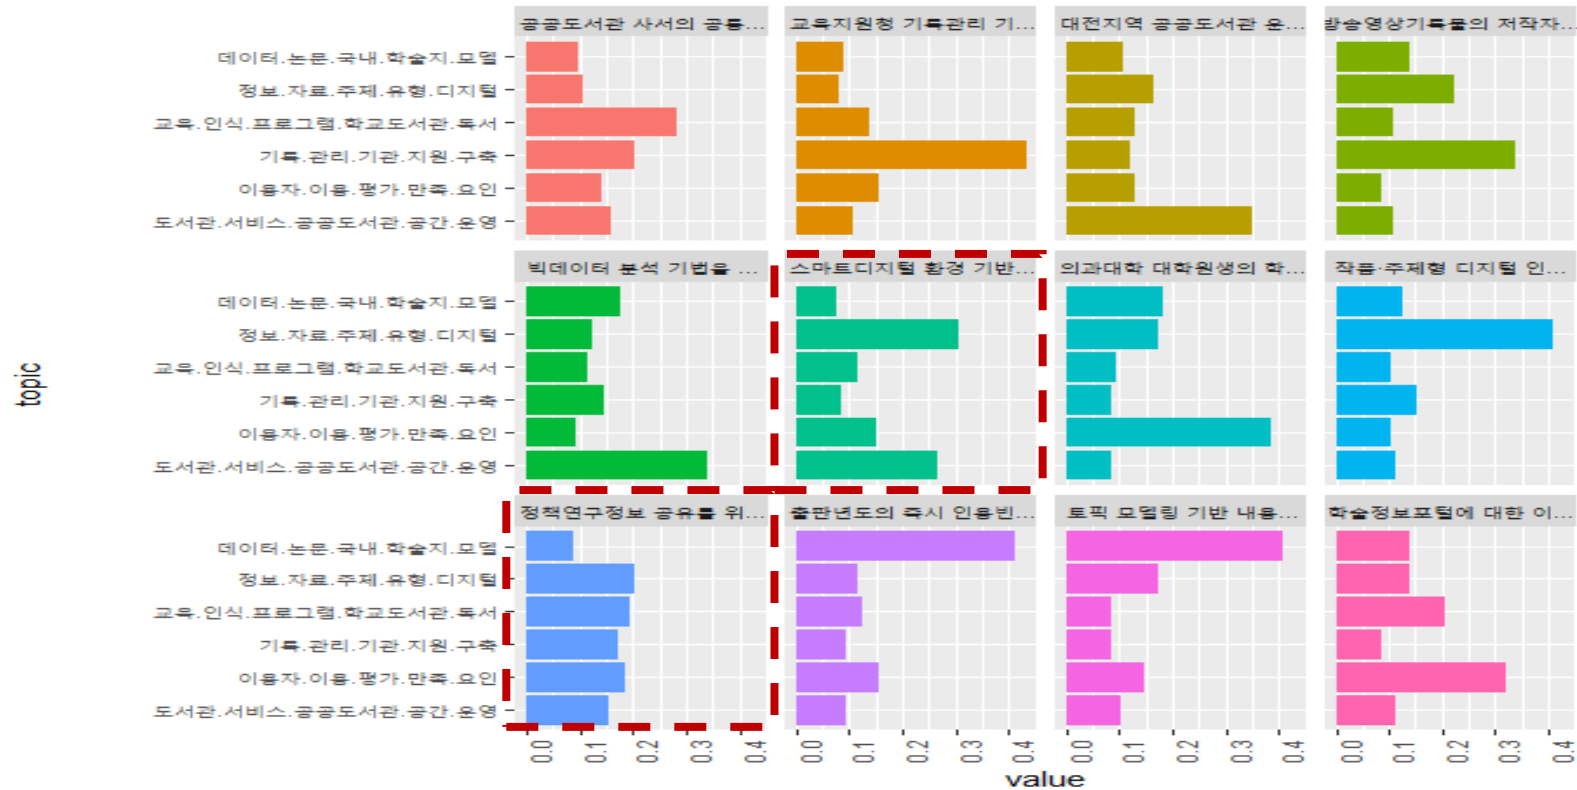 공공도서관 사서의 공통...
교육지원청 기록관리 기...
대전지역 공공도서관 운...
방송영상기록물의 저작자...
데이터.논문.국내.학술지.모델
정보.자료.주제.유형.디지털
교육.인식.프로그램.학교도서관.독서
기록.관리.기관.지원.구축
이용자.이용.평가.만족.요인
도서관.서비스.공공도서관.공간.운영
빅데이터 분석 기법을 ...
스마트디지털 환경 기반...
의과대학 대학원생의 학...
작품·주제형 디지털 인...
데이터.논문.국내.학술지.모델
정보.자료.주제.유형.디지털
교육.인식.프로그램.학교도서관.독서
기록.관리.기관.지원.구축
이용자.이용.평가.만족.요인
도서관.서비스.공공도서관.공간.운영
topic
정책연구정보 공유를 위...
출판년도의 즉시 인용빈...
토픽 모델링 기반 내용...
학술정보포털에 대한 이...
데이터.논문.국내.학술지.모델
정보.자료.주제.유형.디지털
교육.인식.프로그램.학교도서관.독서
기록.관리.기관.지원.구축
이용자.이용.평가.만족.요인
도서관.서비스.공공도서관.공간.운영
0.0 0.1 0.2 0.3 0.4
0.0 0.1 0.2 0.3 0.4
0.0 0.1 0.2 0.3 0.4
0.0 0.1 0.2 0.3 0.4
value